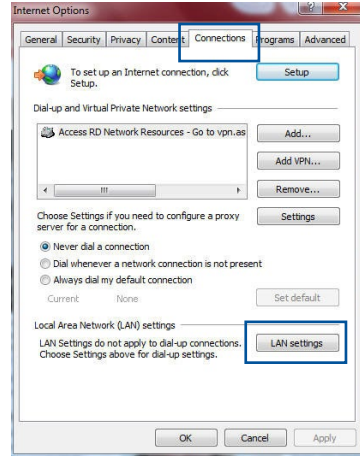 Internet Options
General Security Privacy Content Connections Programs Advanced
To set up an Internet connection, click
Setup.
Setup
Dial-up and Virtual Private Network settings
Access RD Network Resources - Go to vpn.as
Add...
Add VPN...
Remove...
Choose Settings if you need to configure a proxy
server for a connection.
Settings
Never dial a connection
Dial whenever a network connection is not present
Always dial my default connection
Current None
Set default
Local Area Network (LAN) settings
LAN Settings do not apply to dial-up connections.
Choose Settings above for dial-up settings.
LAN settings
OK Cancel Apply